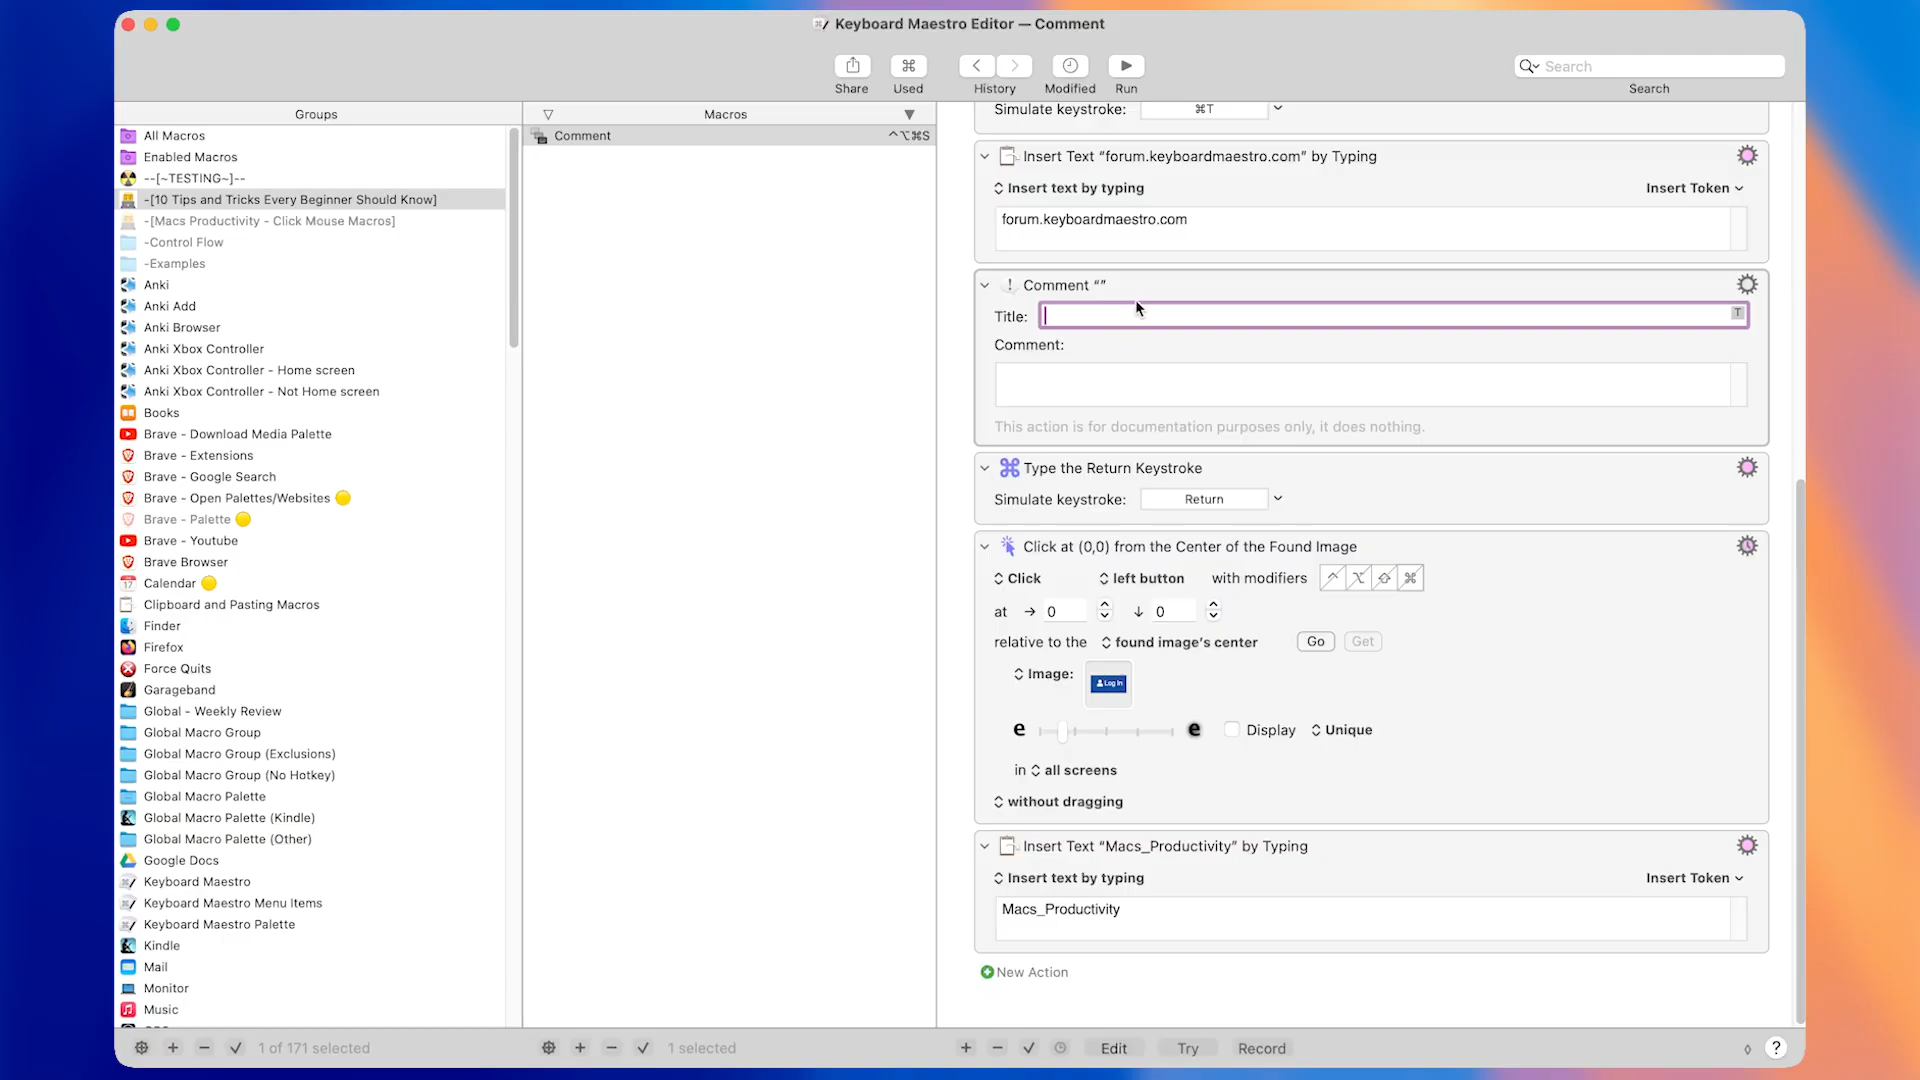 Keyboard Maestro Editor — Comment
Share
Used
History
Modified
Run
Search
Search
Groups
All Macros
Enabled Macros
--[~TESTING~]--
-[10 Tips and Tricks Every Beginner Should Know]
-[Macs Productivity - Click Mouse Macros]
-Control Flow
-Examples
Anki
Anki Add
Anki Browser
Anki Xbox Controller
Anki Xbox Controller - Home screen
Anki Xbox Controller - Not Home screen
Books
Brave - Download Media Palette
Brave - Extensions
Brave - Google Search
Brave - Open Palettes/Websites
Brave - Palette
Brave - Youtube
Brave Browser
Calendar
Clipboard and Pasting Macros
Finder
Firefox
Force Quits
Garageband
Global - Weekly Review
Global Macro Group
Global Macro Group (Exclusions)
Global Macro Group (No Hotkey)
Global Macro Palette
Global Macro Palette (Kindle)
Global Macro Palette (Other)
Google Docs
Keyboard Maestro
Keyboard Maestro Menu Items
Keyboard Maestro Palette
Kindle
Mail
Monitor
Music
1 of 171 selected
Macros
Comment ⌃⌥⌘S
1 selected
Simulate keystroke: ⌘T
Insert Text “forum.keyboardmaestro.com” by Typing
Insert text by typing Insert Token
forum.keyboardmaestro.com
Comment “”
Title: T
Comment:
This action is for documentation purposes only, it does nothing.
Type the Return Keystroke
Simulate keystroke: Return
Click at (0,0) from the Center of the Found Image
Click left button with modifiers ⌃ ⌥ ⇧ ⌘
at → 0 ↓ 0
relative to the found image's center Go Get
Image: Log In
e e Display Unique
in all screens
without dragging
Insert Text “Macs_Productivity” by Typing
Insert text by typing Insert Token
Macs_Productivity
New Action
Edit Try Record ?